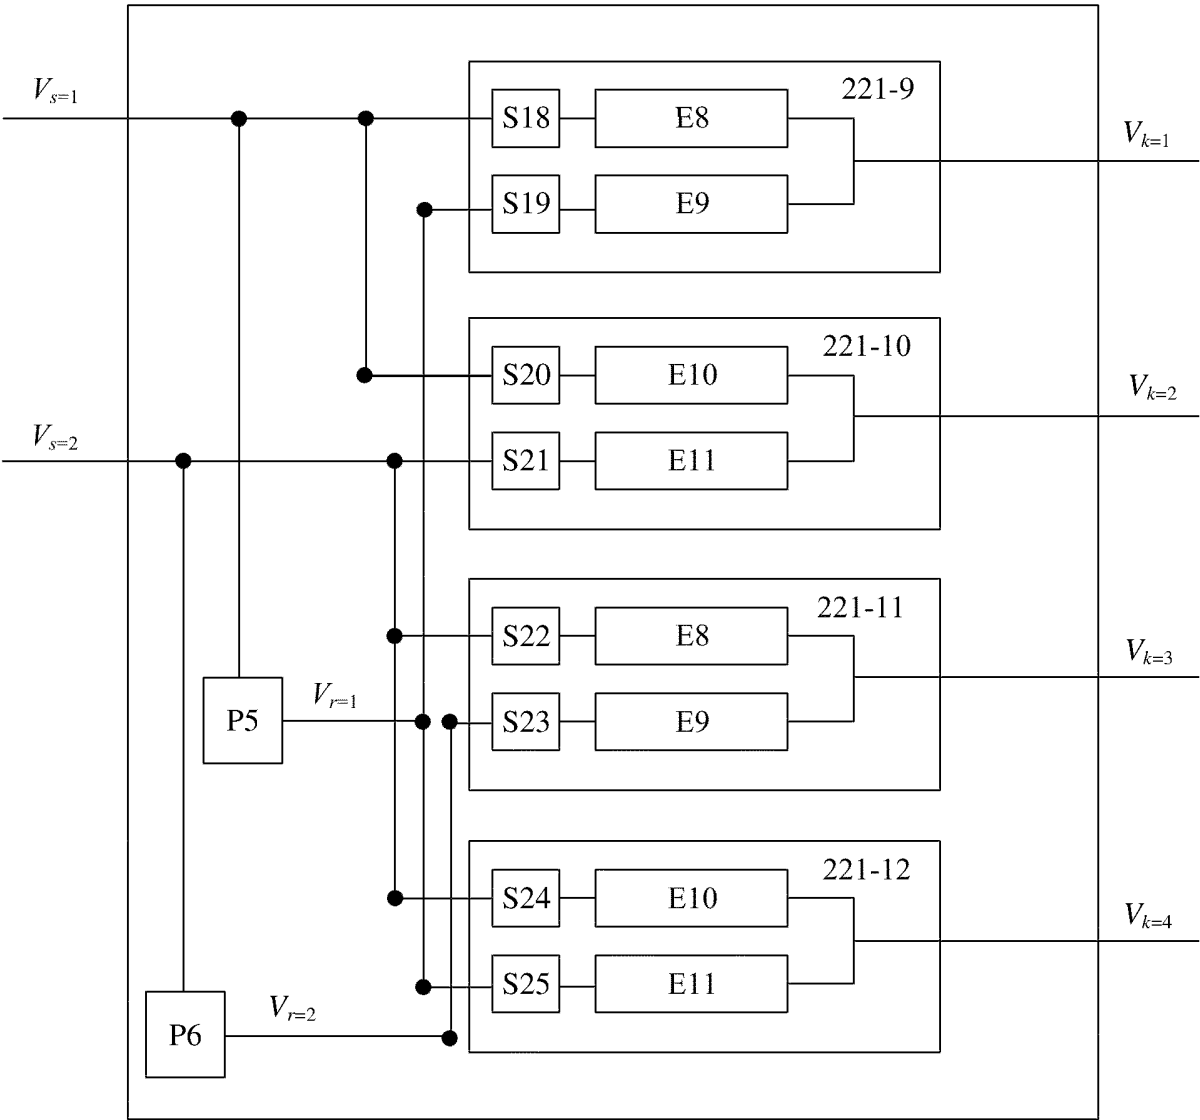 221-9
V_{s=1}
S18 E8
V_{k=1}
S19 E9
221-10
S20 E10
V_{k=2}
V_{s=2}
S21 E11
221-11
S22 E8
V_{k=3}
V_{r=1}
P5
S23 E9
221-12
S24 E10
V_{k=4}
S25 E11
V_{r=2}
P6